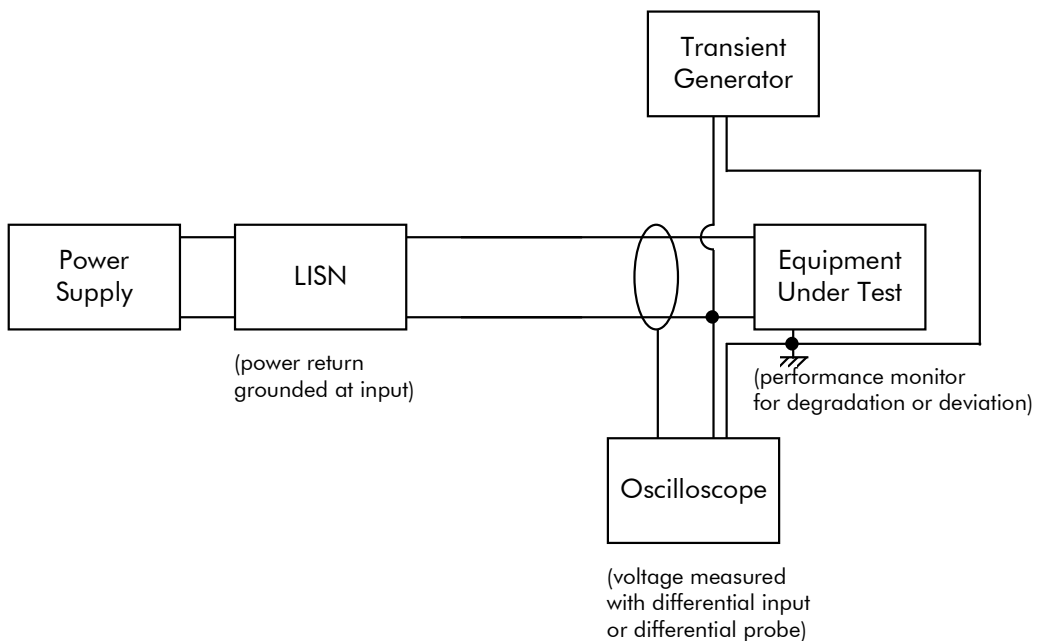 Transient
Generator
Power
Supply
LISN
Equipment
Under Test
(power return
grounded at input)
(performance monitor
for degradation or deviation)
Oscilloscope
(voltage measured
with differential input
or differential probe)